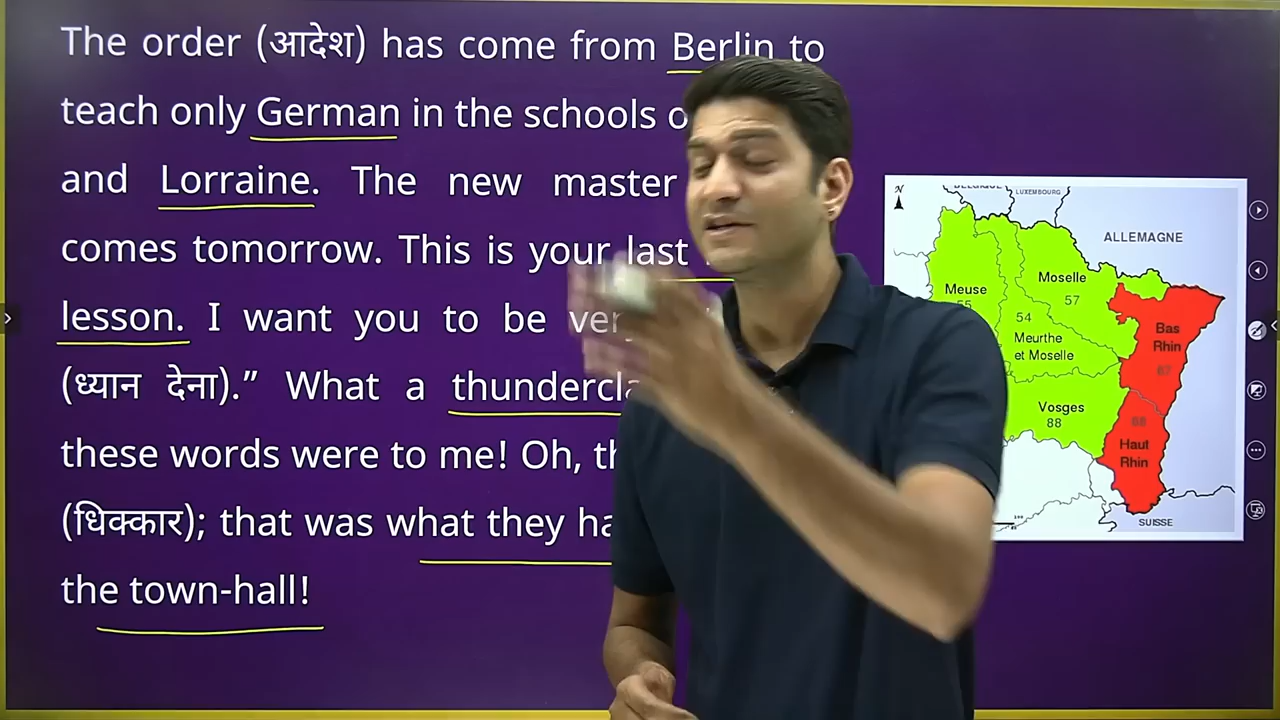 The order (आदेश) has come from Berlin to
teach only German in the schools
and Lorraine. The new master
comes tomorrow. This is your last
lesson. I want you to be
(ध्यान देना).” What a
these words were to me! Oh,
(धिक्कार); that was what they
the town-hall!
N
BELGIQUE
LUXEMBOURG
ALLEMAGNE
Meuse
55
Moselle
57
54
Meurthe
et Moselle
Bas
Rhin
67
Vosges
88
68
Haut
Rhin
SUISSE